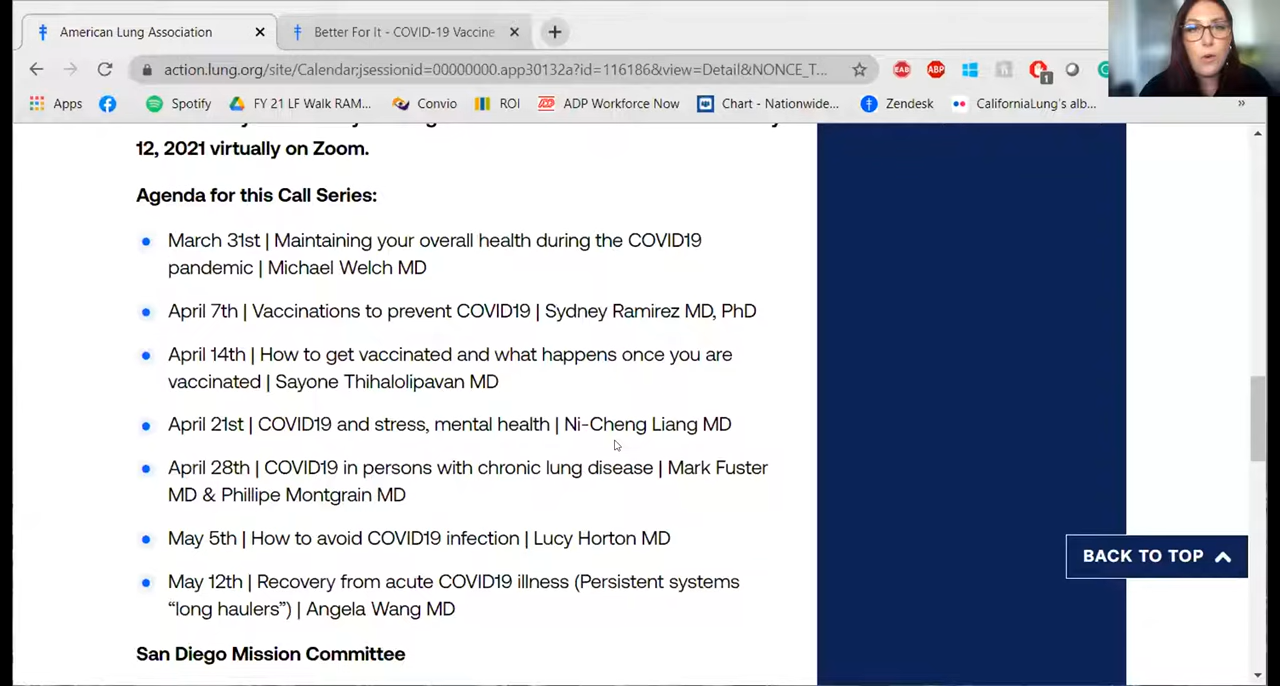 American Lung Association
Better For It - COVID-19 Vaccine
action.lung.org/site/Calendar;jsessionid=00000000.app30132a?id=116186&view=Detail&NONCE_T...
EAB
ABP
1
Apps
Spotify
FY 21 LF Walk RAM...
Convio
ROI
ADP Workforce Now
Chart - Nationwide...
Zendesk
CaliforniaLung's alb...
»
12, 2021 virtually on Zoom.
Agenda for this Call Series:
March 31st | Maintaining your overall health during the COVID19
pandemic | Michael Welch MD
April 7th | Vaccinations to prevent COVID19 | Sydney Ramirez MD, PhD
April 14th | How to get vaccinated and what happens once you are
vaccinated | Sayone Thihalolipavan MD
April 21st | COVID19 and stress, mental health | Ni-Cheng Liang MD
April 28th | COVID19 in persons with chronic lung disease | Mark Fuster
MD & Phillipe Montgrain MD
May 5th | How to avoid COVID19 infection | Lucy Horton MD
May 12th | Recovery from acute COVID19 illness (Persistent systems
“long haulers”) | Angela Wang MD
San Diego Mission Committee
BACK TO TOP